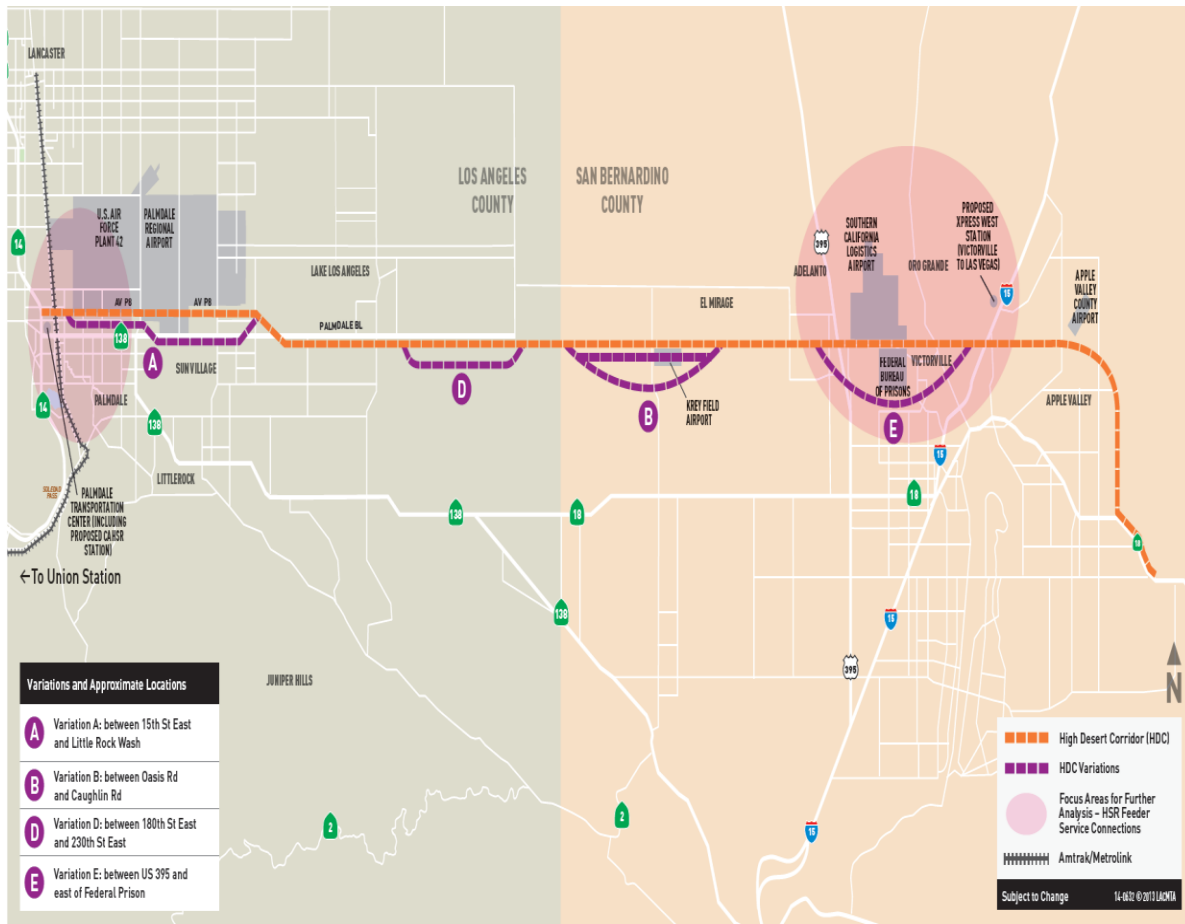 LANCASTER
LOS ANGELES
COUNTY
SAN BERNARDINO
COUNTY
U.S. AIR
FORCE
PLANT 42
PALMDALE
REGIONAL
AIRPORT
14
LAKE LOS ANGELES
AV P8
AV P8
138
PALMDALE BL
A
SUN VILLAGE
D
EL MIRAGE
B
KREY FIELD
AIRPORT
395
ADELANTO
SOUTHERN
CALIFORNIA
LOGISTICS
AIRPORT
ORO GRANDE
PROPOSED
XPRESS WEST
STATION
(VICTORVILLE
TO LAS VEGAS)
15
APPLE
VALLEY
COUNTY
AIRPORT
FEDERAL
BUREAU
OF PRISONS
VICTORVILLE
E
APPLE VALLEY
14
PALMDALE
138
LITTLEROCK
SOLEDAD
PASS
PALMDALE
TRANSPORTATION
CENTER (INCLUDING
PROPOSED CAHSR
STATION)
←To Union Station
138
18
15
18
18
138
15
395
JUNIPER HILLS
2
2
15
N
Variations and Approximate Locations
A
Variation A: between 15th St East
and Little Rock Wash
B
Variation B: between Oasis Rd
and Caughlin Rd
D
Variation D: between 180th St East
and 230th St East
E
Variation E: between US 395 and
east of Federal Prison
High Desert Corridor (HDC)
HDC Variations
Focus Areas for Further
Analysis – HSR Feeder
Service Connections
Amtrak/Metrolink
Subject to Change
14-0632 © 2013 LACMTA